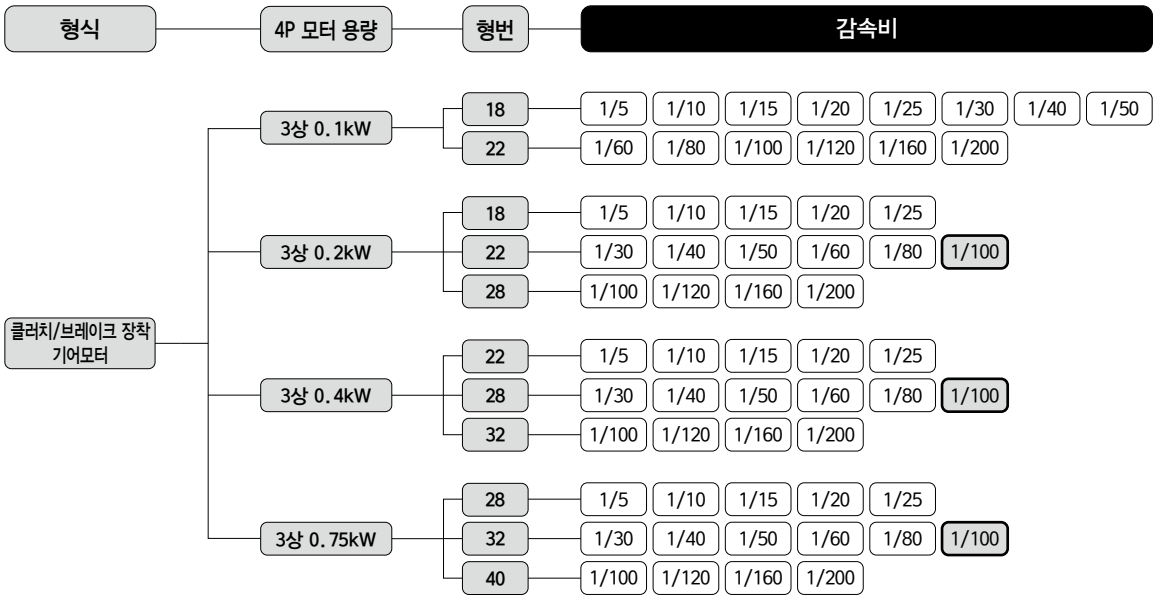 형식 4P 모터 용량 형번 감속비
3상 0.1kW
18 1/5 1/10 1/15 1/20 1/25 1/30 1/40 1/50
22 1/60 1/80 1/100 1/120 1/160 1/200
3상 0.2kW
18 1/5 1/10 1/15 1/20 1/25
22 1/30 1/40 1/50 1/60 1/80 1/100
28 1/100 1/120 1/160 1/200
클러치/브레이크 장착
기어모터
3상 0.4kW
22 1/5 1/10 1/15 1/20 1/25
28 1/30 1/40 1/50 1/60 1/80 1/100
32 1/100 1/120 1/160 1/200
3상 0.75kW
28 1/5 1/10 1/15 1/20 1/25
32 1/30 1/40 1/50 1/60 1/80 1/100
40 1/100 1/120 1/160 1/200